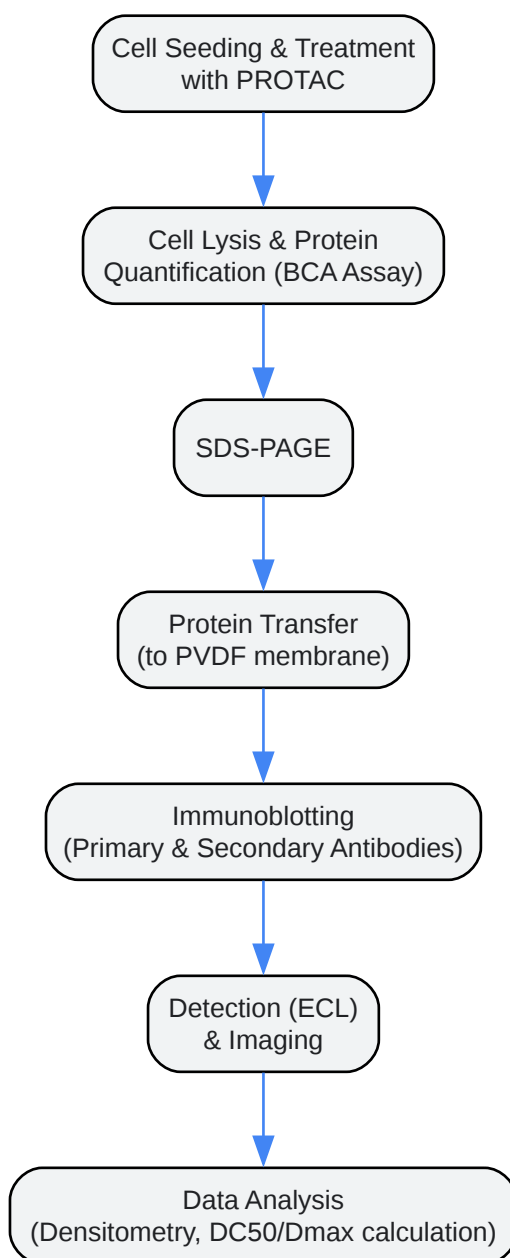 Cell Seeding & Treatment
with PROTAC
Cell Lysis & Protein
Quantification (BCA Assay)
SDS-PAGE
Protein Transfer
(to PVDF membrane)
Immunoblotting
(Primary & Secondary Antibodies)
Detection (ECL)
& Imaging
Data Analysis
(Densitometry, DC50/Dmax calculation)